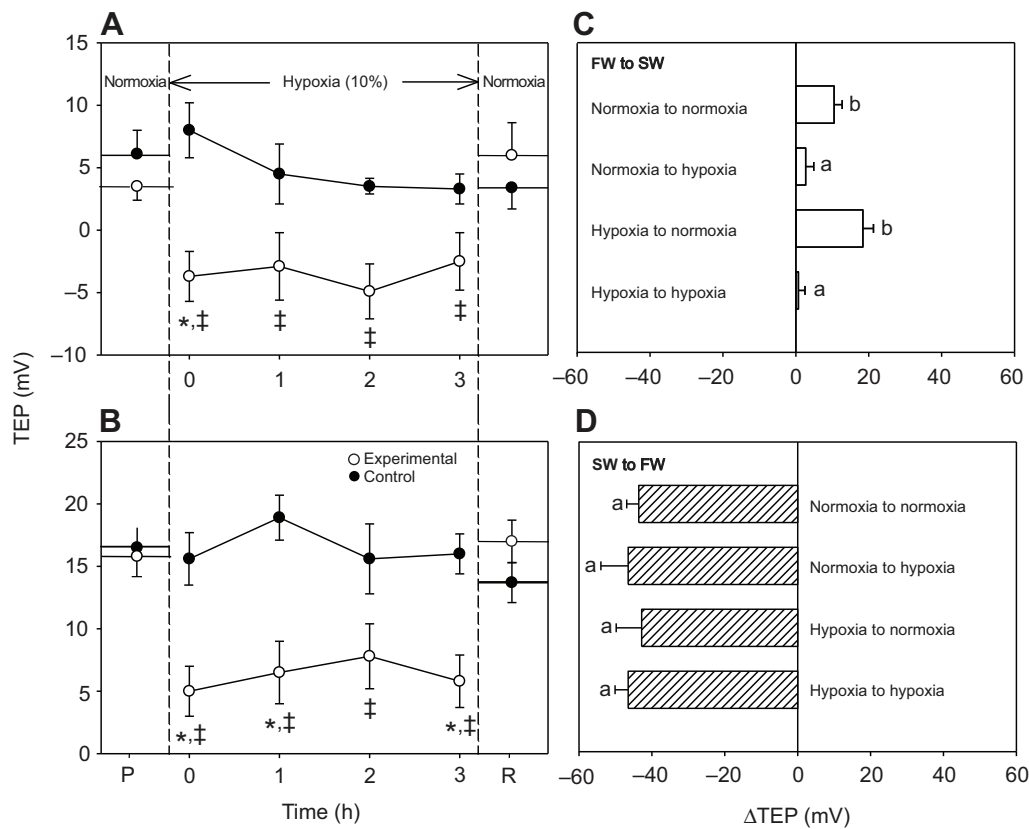 A
TEP (mV)
15
10
5
0
–5
–10
Normoxia
Hypoxia (10%)
Normoxia
*,‡
‡
‡
‡
0
1
2
3
B
25
20
15
10
5
0
Experimental
Control
*,‡
*,‡
‡
*,‡
P
0
1
2
3
R
Time (h)
C
FW to SW
Normoxia to normoxia
b
Normoxia to hypoxia
a
Hypoxia to normoxia
b
Hypoxia to hypoxia
a
–60
–40
–20
0
20
40
60
D
SW to FW
a
Normoxia to normoxia
a
Normoxia to hypoxia
a
Hypoxia to normoxia
a
Hypoxia to hypoxia
–60
–40
–20
0
20
40
60
ΔTEP (mV)